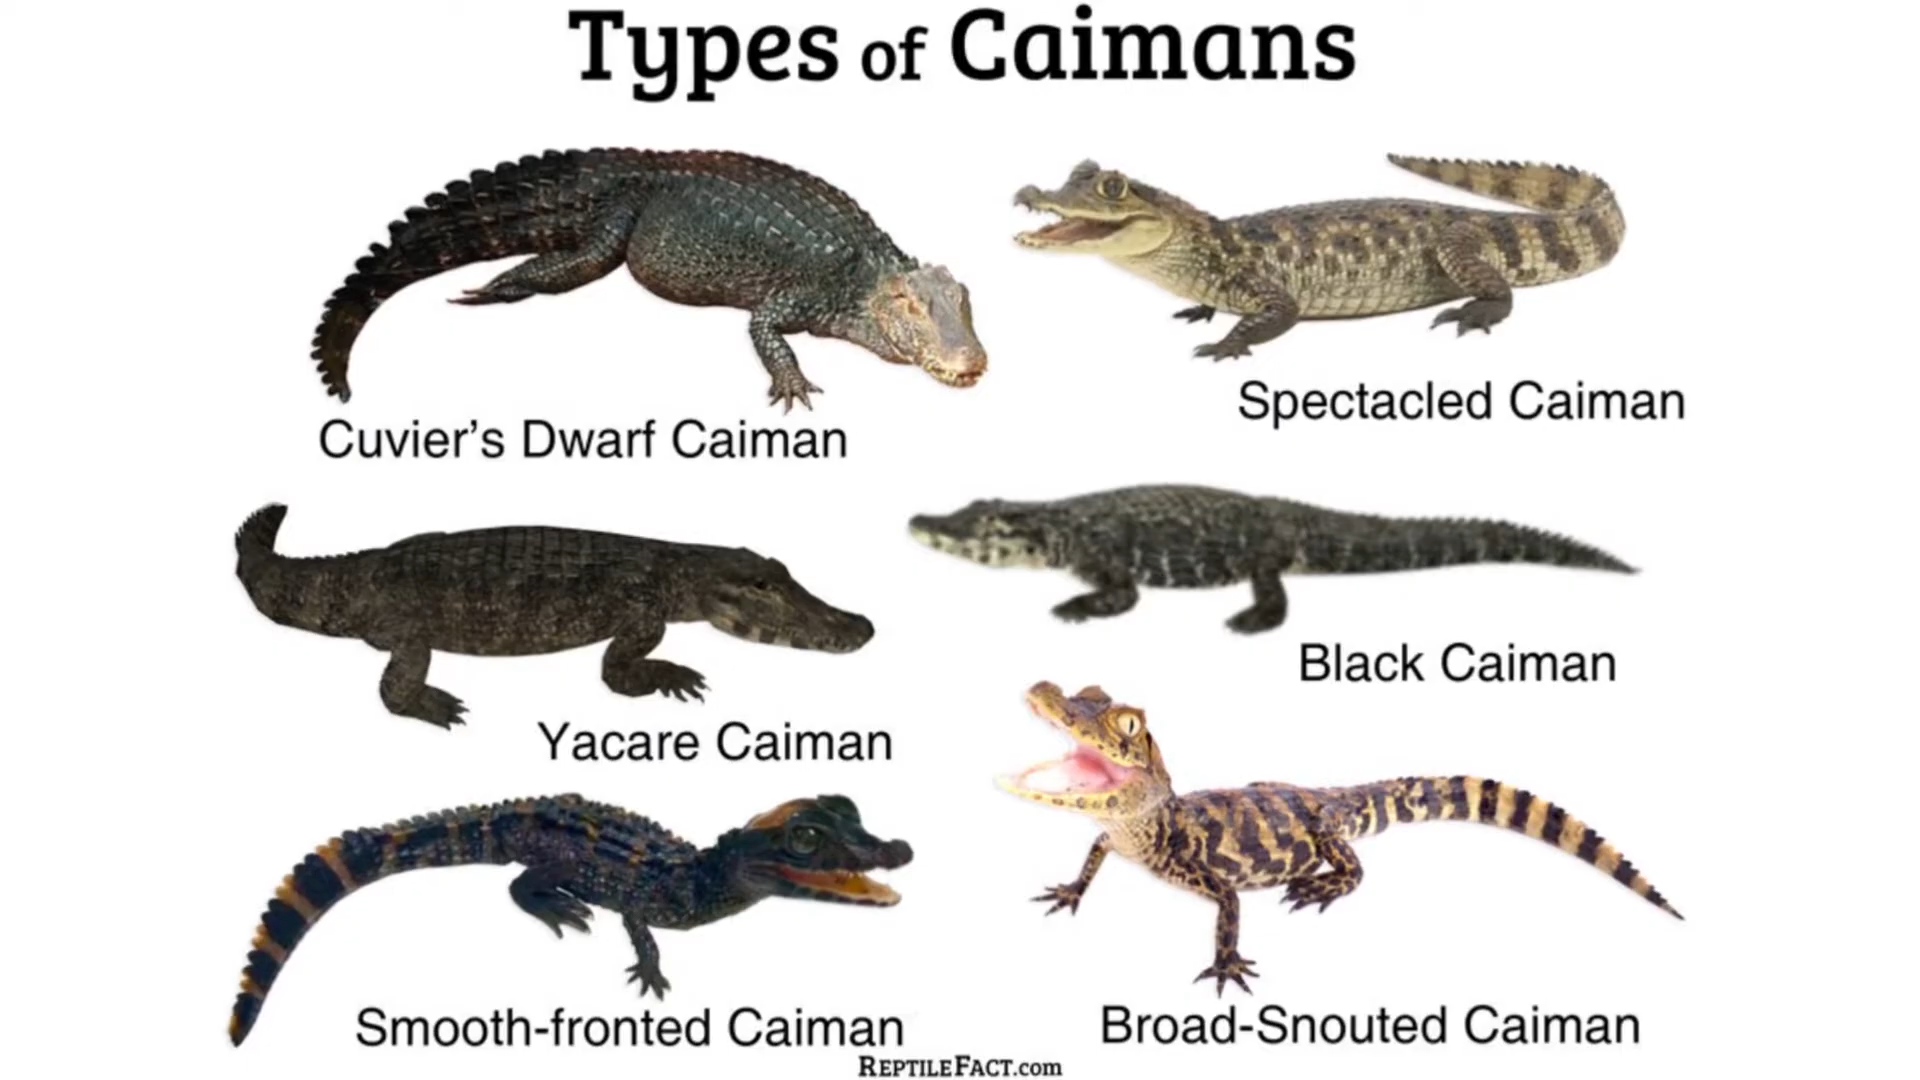 Types of Caimans
Cuvier's Dwarf Caiman
Spectacled Caiman
Yacare Caiman
Black Caiman
Smooth-fronted Caiman
Broad-Snouted Caiman
REPTILEFACT.com